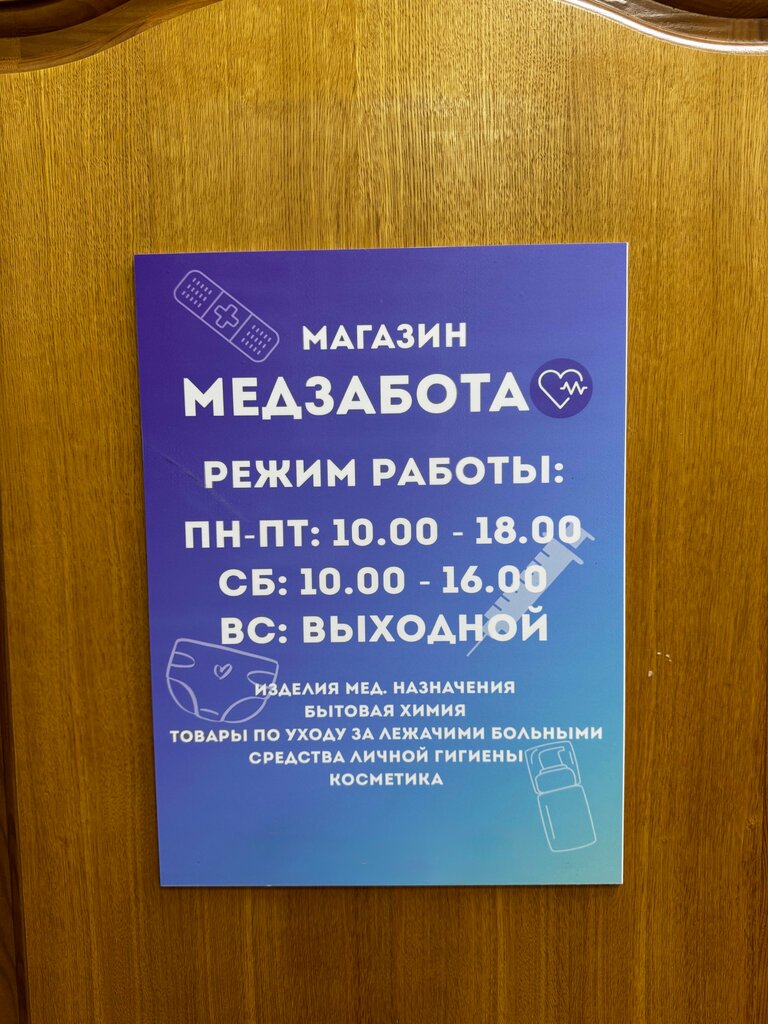 МАГАЗИН
МЕДЗАБОТА
РЕЖИМ РАБОТЫ:
ПН-ПТ: 10.00 - 18.00
СБ: 10.00 - 16.00
ВС: ВЫХОДНОЙ
ИЗДЕЛИЯ МЕД. НАЗНАЧЕНИЯ
БЫТОВАЯ ХИМИЯ
ТОВАРЫ ПО УХОДУ ЗА ЛЕЖАЧИМИ БОЛЬНЫМИ
СРЕДСТВА ЛИЧНОЙ ГИГИЕНЫ
КОСМЕТИКА